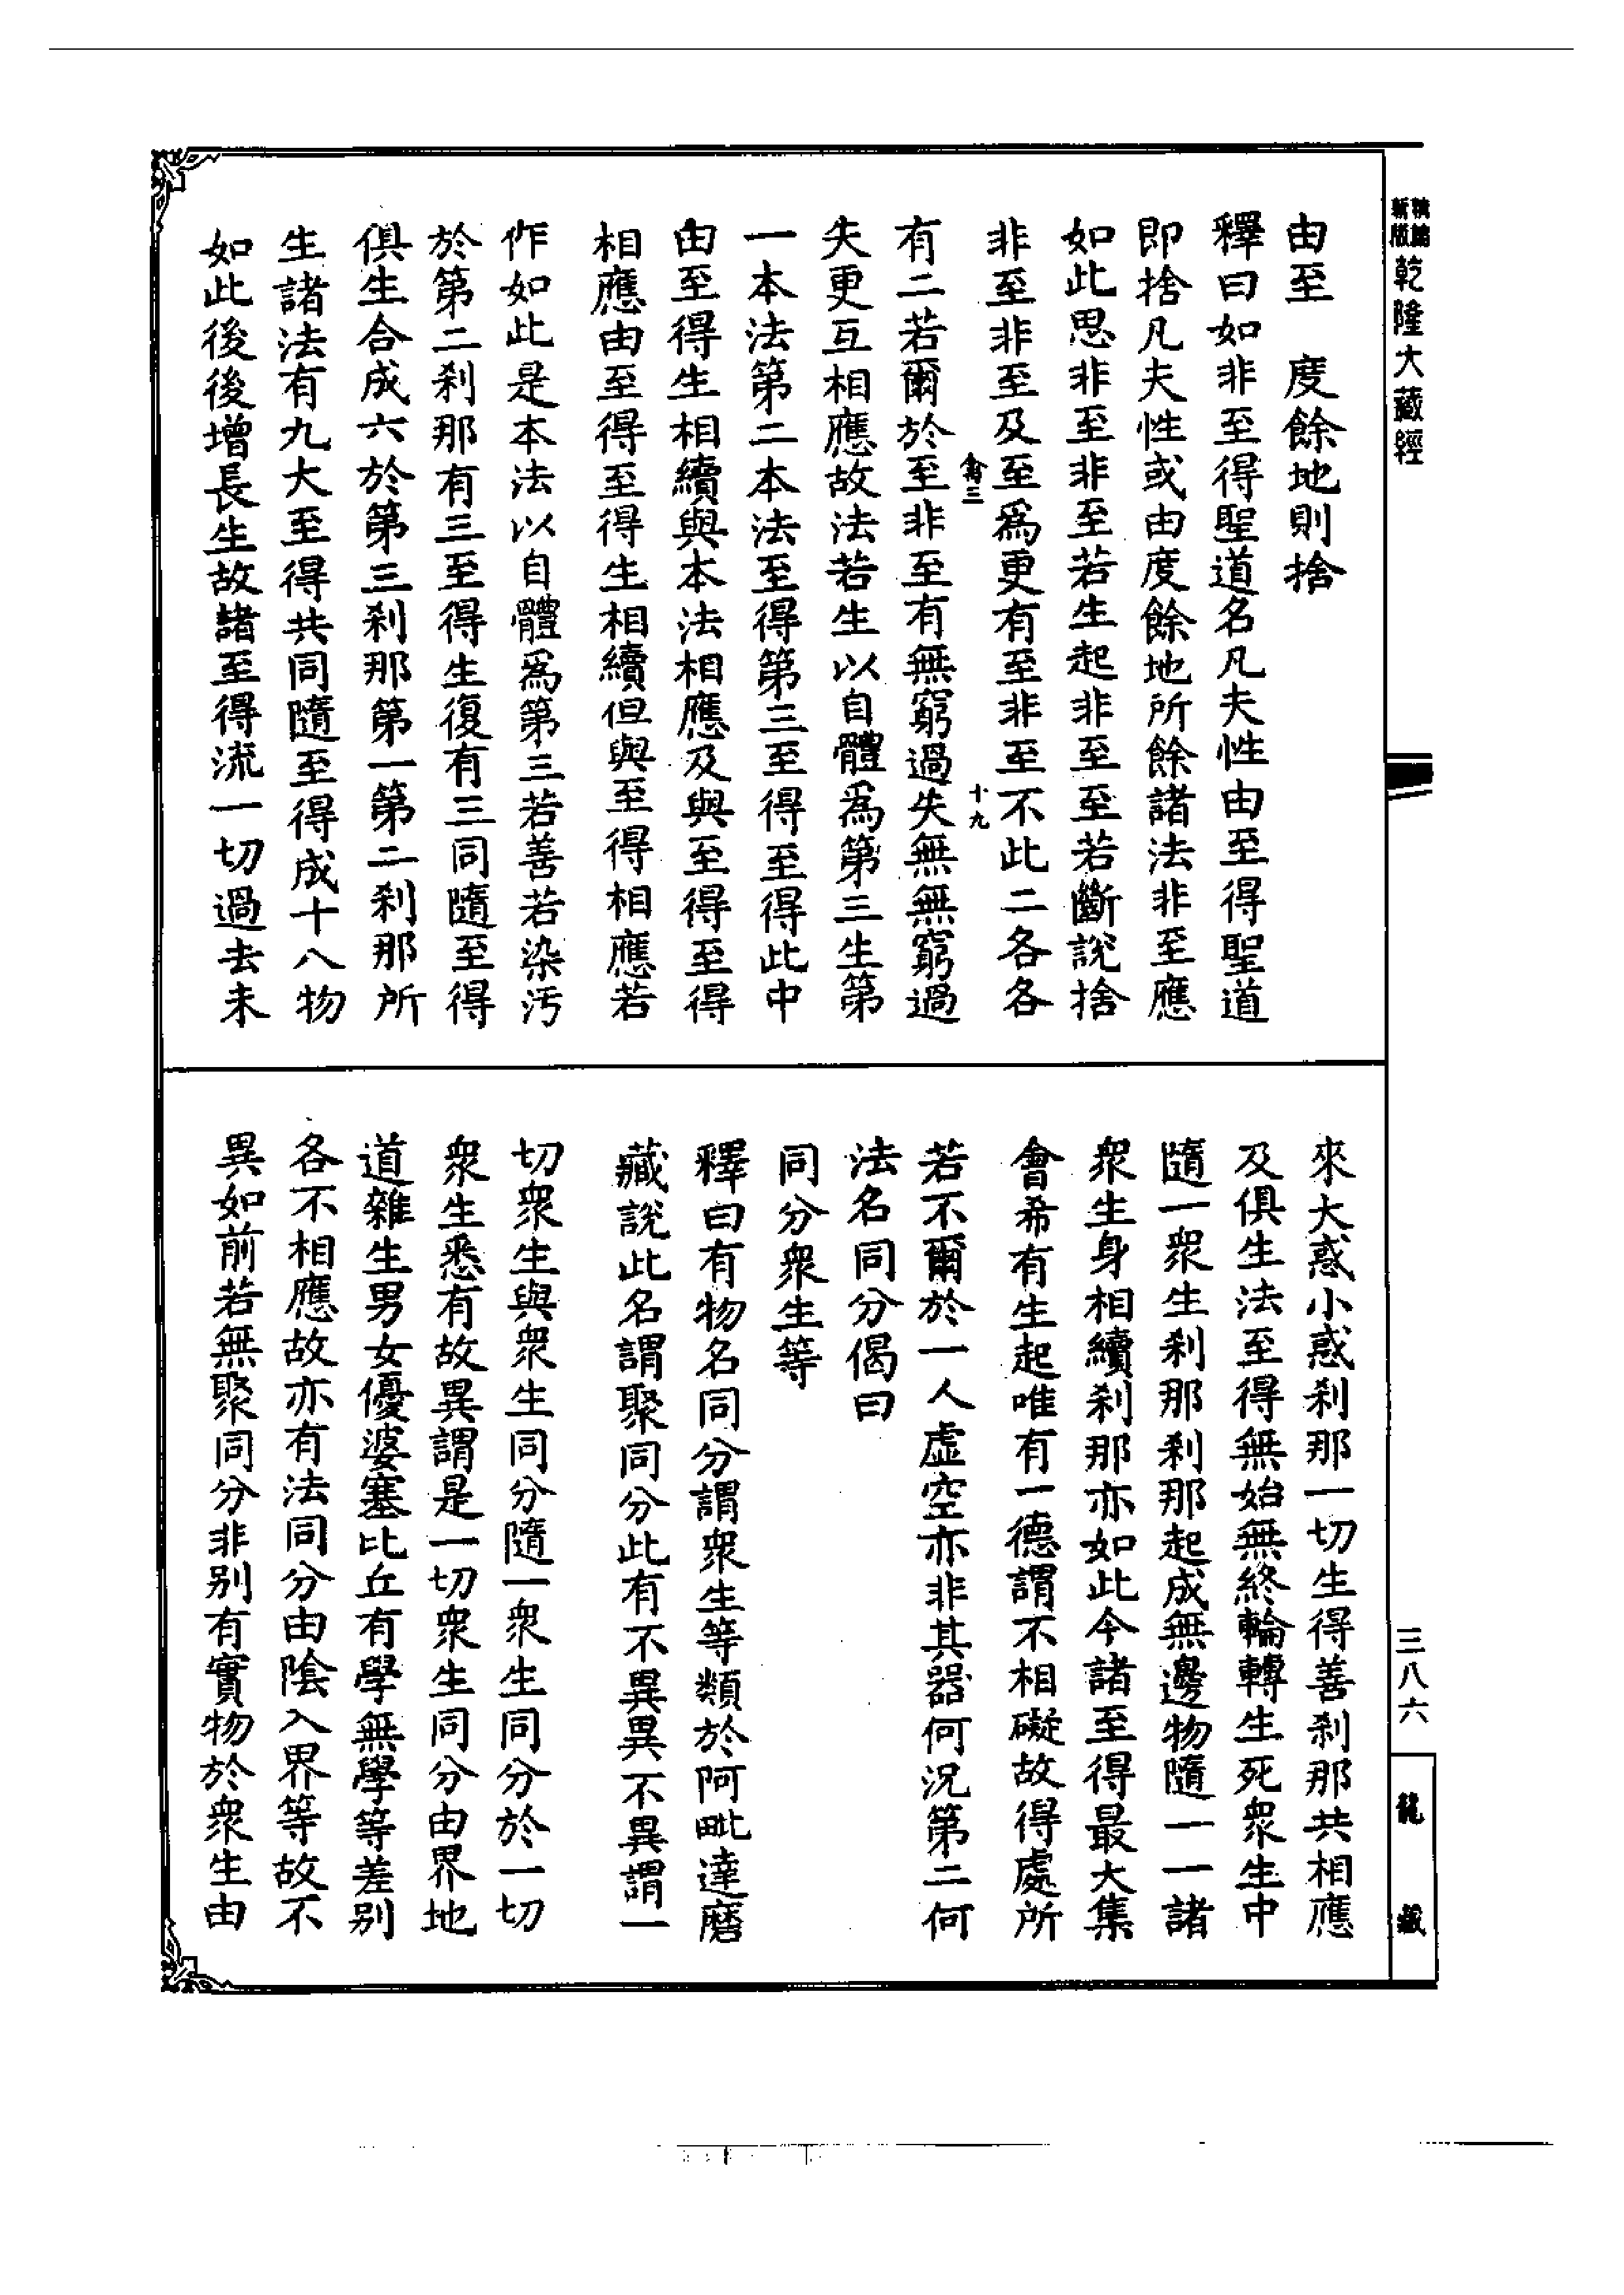 精編
新版
乾隆大藏經
由至　度餘地則捨
釋曰如非至得聖道名凡夫性由至得聖道
即捨凡夫性或由度餘地所餘諸法非至應
如此思非至非至若生起非至至若斷說捨
非至非至及至爲更有至非至不此二各各
禽三
十九
有二若爾於至非至有無窮過失無無窮過
失更互相應故法若生以自體爲第三生第
一本法第二本法至得第三至得至得此中
由至得生相續與本法相應及與至得至得
相應由至得至得生相續但與至得相應若
作如此是本法以自體爲第三若善若染污
於第二剎那有三至得生復有三同隨至得
俱生合成六於第三剎那第一第二剎那所
生諸法有九大至得共同隨至得成十八物
如此後後增長生故諸至得流一切過去未
來大惑小惑剎那一切生得善剎那共相應
及俱生法至得無始無終輪轉生死衆生中
隨一衆生剎那剎那起成無邊物隨一一諸
衆生身相續剎那亦如此今諸至得最大集
會希有生起唯有一德謂不相礙故得處所
若不爾於一人虛空亦非其器何況第二何
法名同分偈曰
同分衆生等
釋曰有物名同分謂衆生等類於阿毗達磨
藏說此名謂聚同分此有不異異不異謂一
切衆生與衆生同分隨一衆生同分於一切
衆生悉有故異謂是一切衆生同分由界地
道雜生男女優婆塞比丘有學無學等差別
各不相應故亦有法同分由陰入界等故不
異如前若無聚同分非別有實物於衆生由
三八六
龍藏